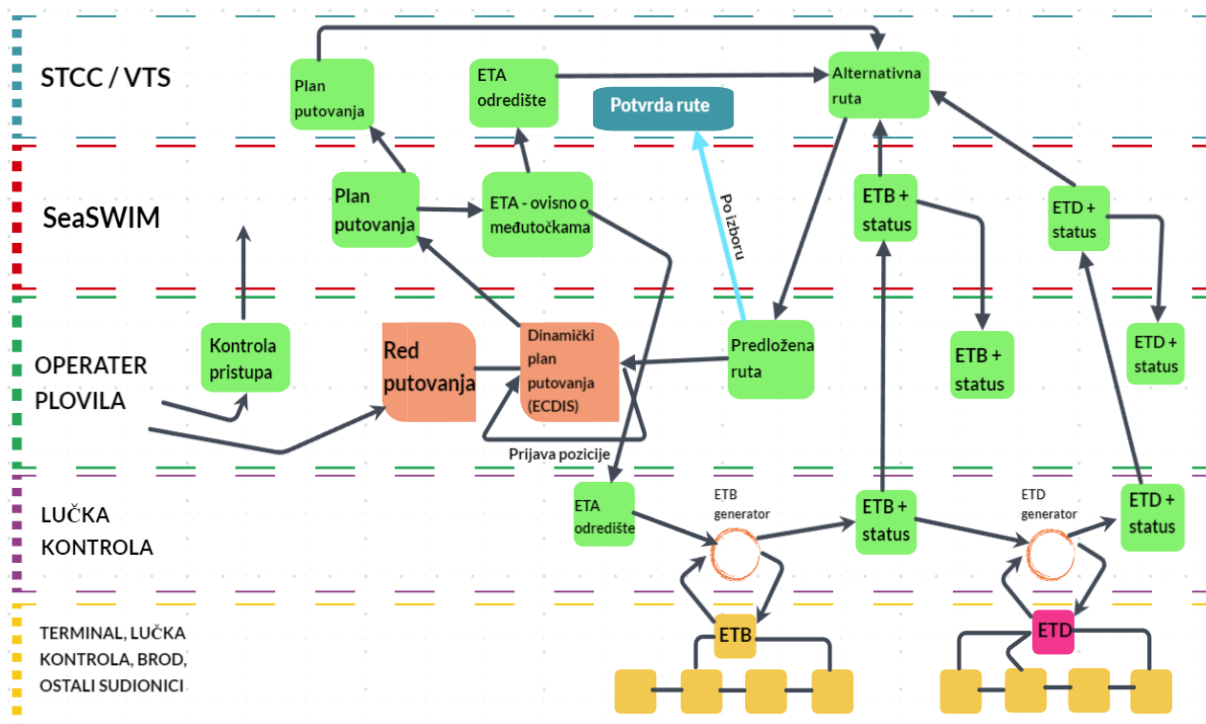 STCC / VTS
Plan
putovanja
ETA
odredište
Potvrda rute
Alternativna
ruta
SeaSWIM
Plan
putovanja
ETA - ovisno o
međutočkama
Po izboru
ETB +
status
ETD +
status
OPERATER
PLOVILA
Kontrola
pristupa
Red
putovanja
Dinamički
plan
putovanja
(ECDIS)
Predložena
ruta
ETB +
status
ETD +
status
Prijava pozicije
LUČKA
KONTROLA
ETA
odredište
ETB
generator
ETB +
status
ETD
generator
ETD +
status
TERMINAL, LUČKA
KONTROLA, BROD,
OSTALI SUDIONICI
ETB
ETD